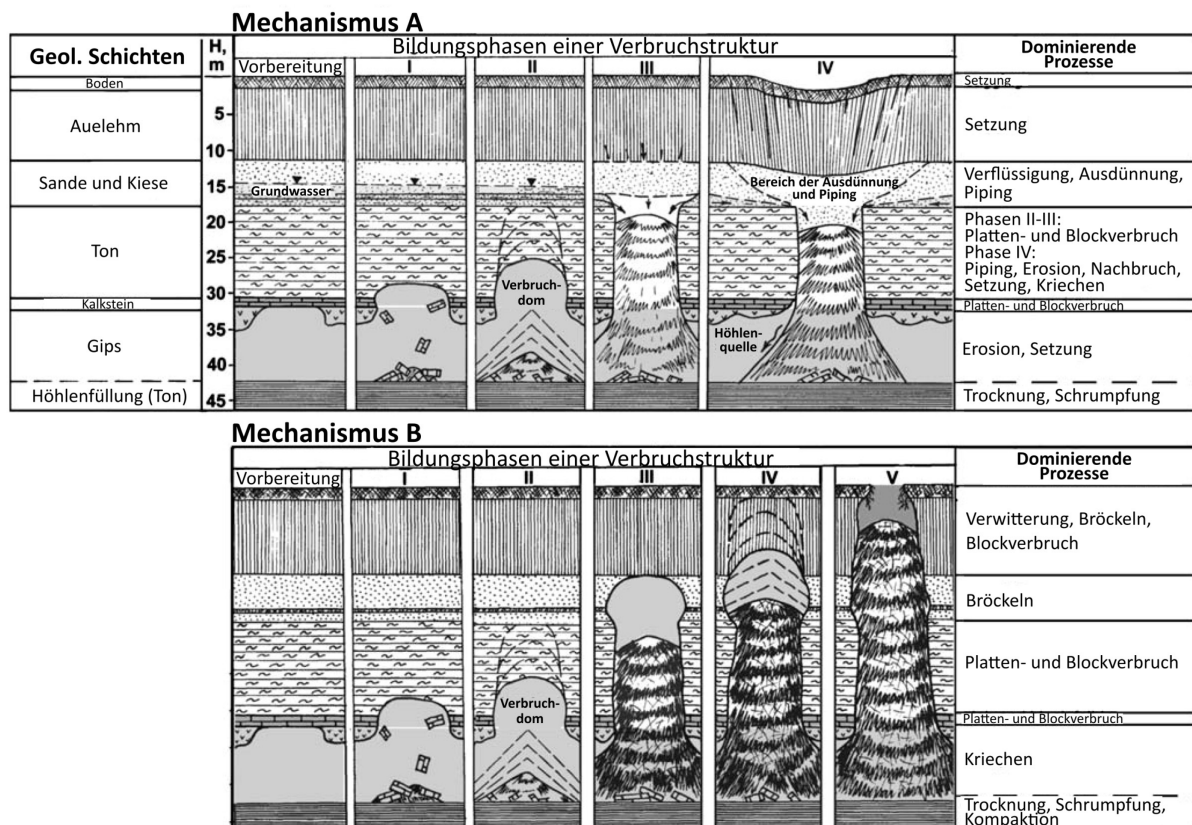 Mechanismus A
Geol. Schichten
H, m
Bildungsphasen einer Verbruchstruktur
Dominierende Prozesse
Vorbereitung
I
II
III
IV
Boden
Setzung
5
Auelehm
Setzung
10
Sande und Kiese
15
Grundwasser
Bereich der Ausdünnung
und Piping
Verflüssigung, Ausdünnung,
Piping
20
Ton
25
30
Verbruch-
dom
Phasen II-III:
Platten- und Blockverbruch
Phase IV:
Piping, Erosion, Nachbruch,
Setzung, Kriechen
Kalkstein
Platten- und Blockverbruch
35
Gips
40
Höhlen-
quelle
Erosion, Setzung
Höhlenfüllung (Ton)
45
Trocknung, Schrumpfung
Mechanismus B
Bildungsphasen einer Verbruchstruktur
Dominierende
Prozesse
Vorbereitung
I
II
III
IV
V
Verwitterung, Bröckeln,
Blockverbruch
Bröckeln
Verbruch-
dom
Platten- und Blockverbruch
Platten- und Blockverbruch
Kriechen
Trocknung, Schrumpfung,
Kompaktion